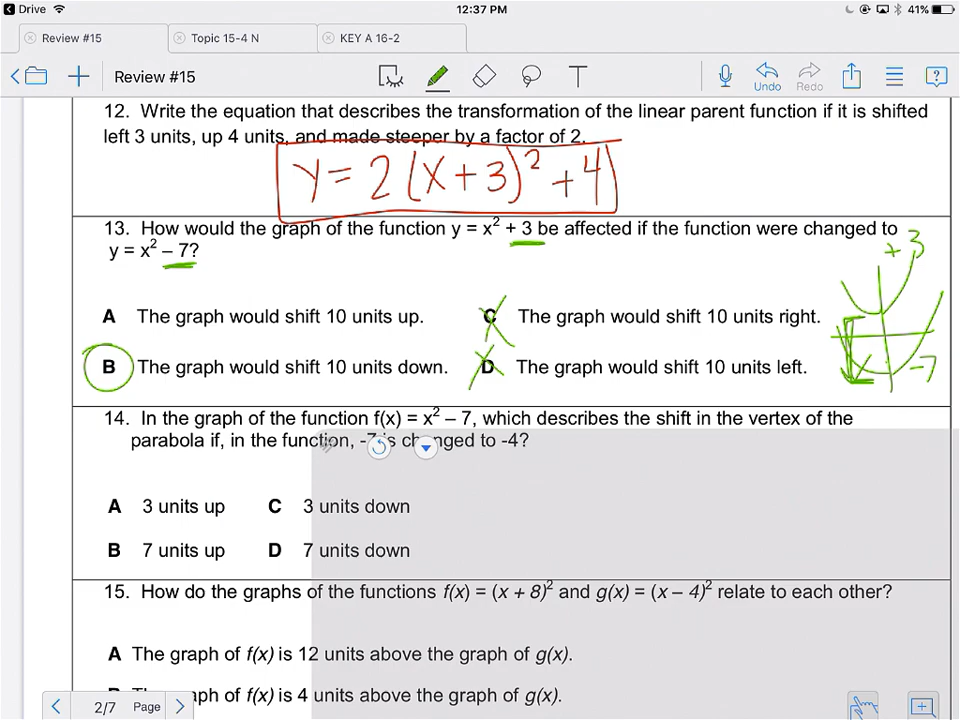 Drive
12:37 PM
41%
Review #15
Topic 15-4 N
KEY A 16-2
Review #15
Undo
Redo
12. Write the equation that describes the transformation of the linear parent function if it is shifted
left 3 units, up 4 units, and made steeper by a factor of 2.
y = 2 (x + 3)² + 4
13. How would the graph of the function y = x² + 3 be affected if the function were changed to
y = x² – 7?
+ 3
A The graph would shift 10 units up.
C The graph would shift 10 units right.
B The graph would shift 10 units down.
D The graph would shift 10 units left.
-7
14. In the graph of the function f(x) = x² – 7, which describes the shift in the vertex of the
parabola if, in the function, -7 is changed to -4?
A 3 units up
C 3 units down
B 7 units up
D 7 units down
15. How do the graphs of the functions f(x) = (x + 8)² and g(x) = (x – 4)² relate to each other?
A The graph of f(x) is 12 units above the graph of g(x).
graph of f(x) is 4 units above the graph of g(x).
2/7 Page